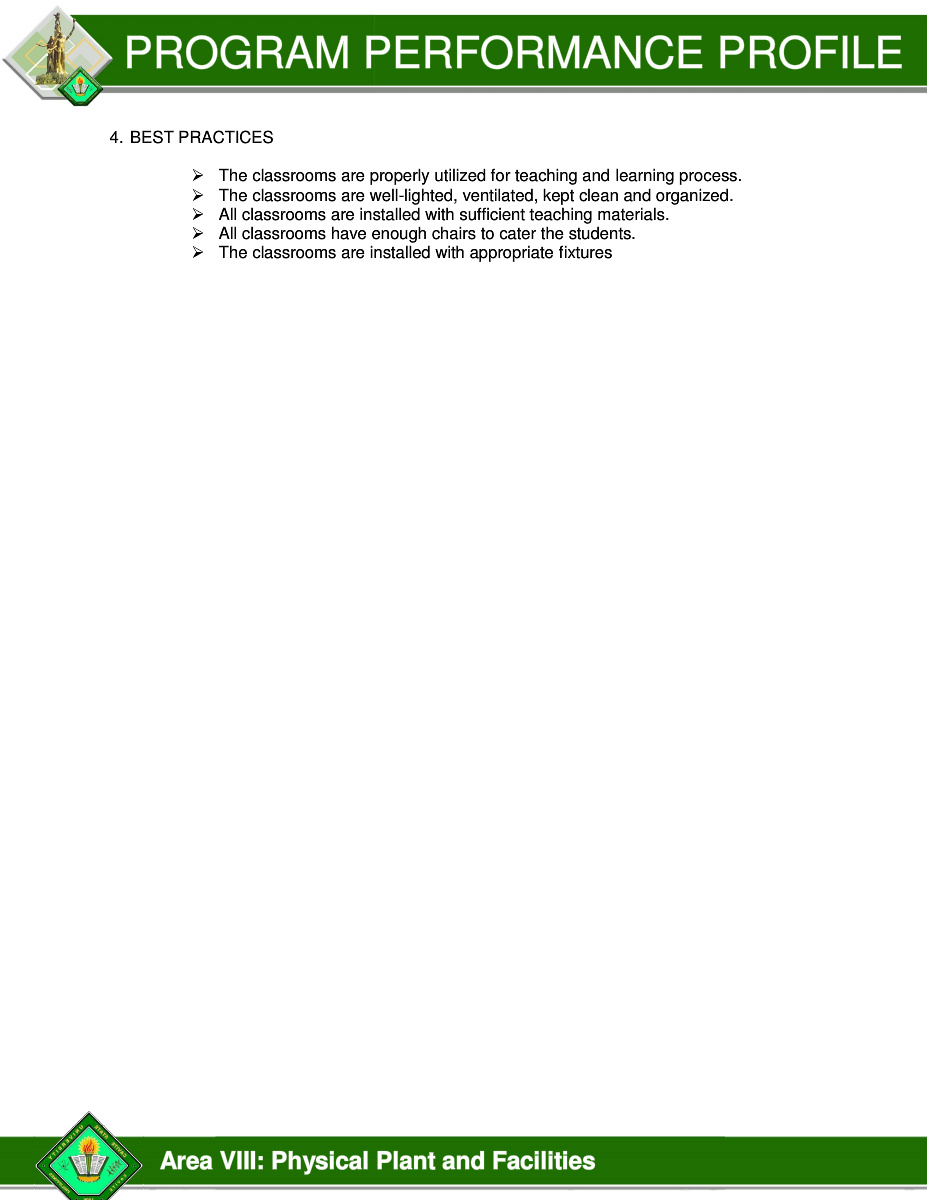 PROGRAM PERFORMANCE PROFILE
4. BEST PRACTICES
➢ The classrooms are properly utilized for teaching and learning process.
➢ The classrooms are well-lighted, ventilated, kept clean and organized.
➢ All classrooms are installed with sufficient teaching materials.
➢ All classrooms have enough chairs to cater the students.
➢ The classrooms are installed with appropriate fixtures
Area VIII: Physical Plant and Facilities